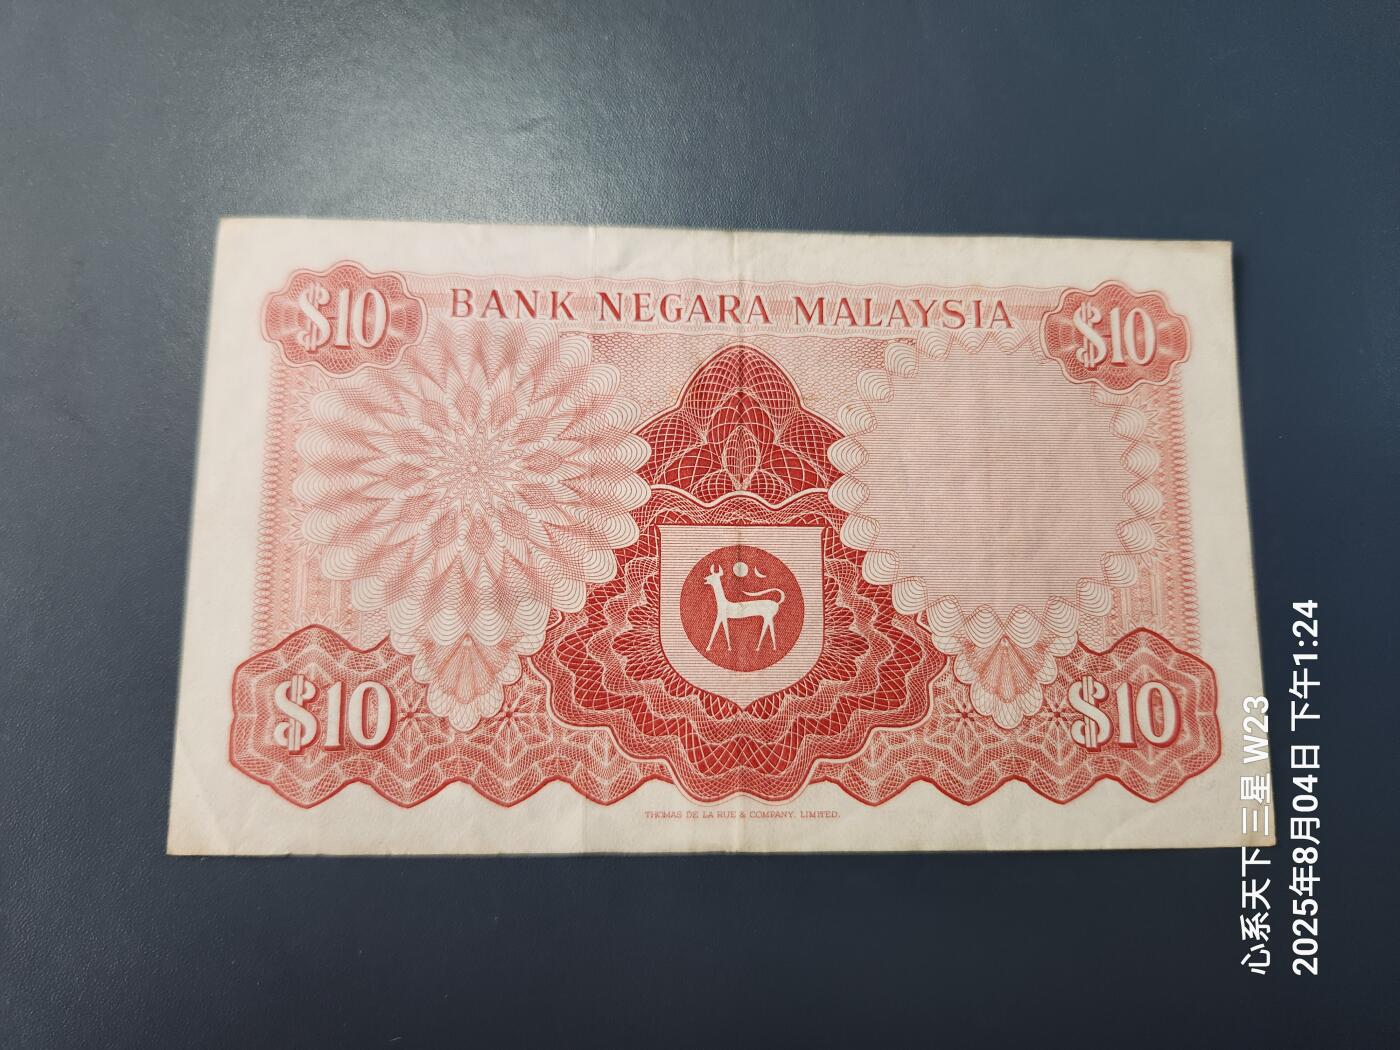 $10
BANK NEGARA MALAYSIA
$10
$10
$10
THOMAS DE LA RUE & COMPANY, LIMITED.
心系天下三星 W23
2025年8月04日 下午1:24